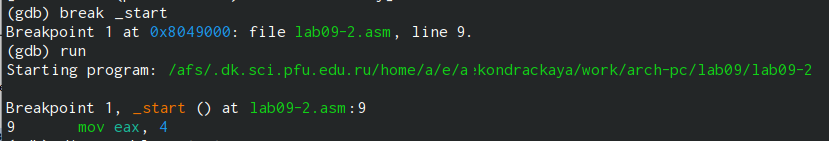 (gdb) break _start
Breakpoint 1 at 0x8049000: file lab09-2.asm, line 9.
(gdb) run
Starting program: /afs/.dk.sci.pfu.edu.ru/home/a/e/aekondrackaya/work/arch-pc/lab09/lab09-2
Breakpoint 1, _start () at lab09-2.asm:9
9 mov eax, 4